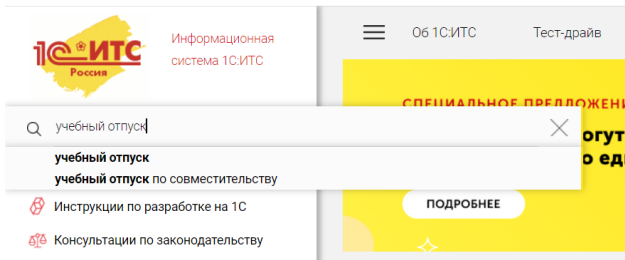 1С ИТС
Россия
Информационная
система 1С:ИТС
Об 1С:ИТС
Тест-драйв
СПЕЦИАЛЬНОЕ
учебный отпуск
учебный отпуск
учебный отпуск по совместительству
ПОДРОБНЕЕ
Инструкции по разработке на 1С
Консультации по законодательству